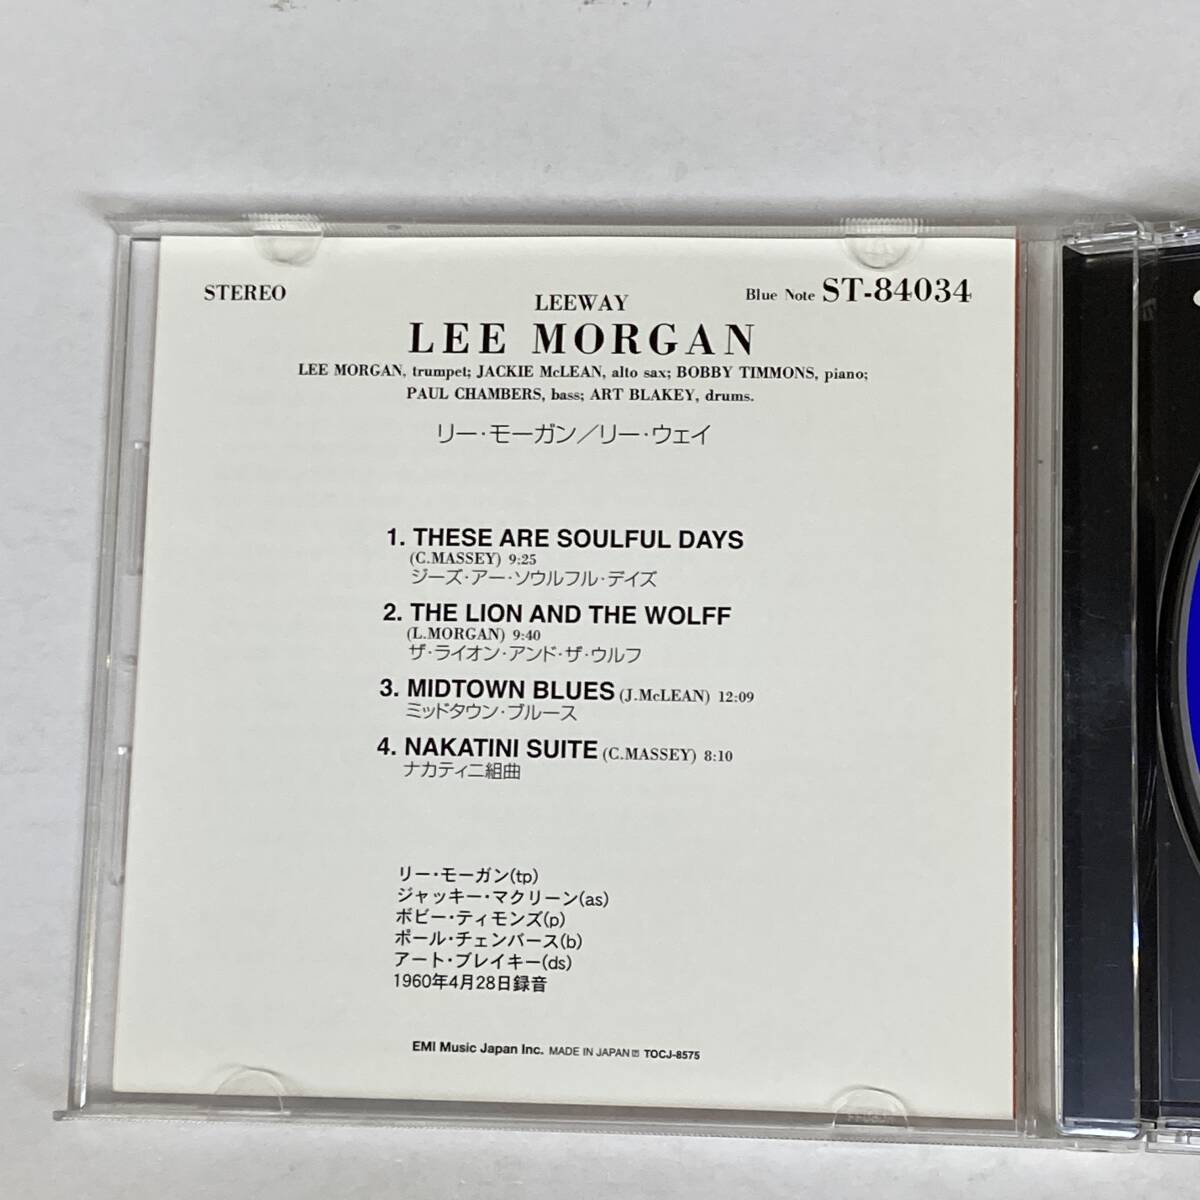 STEREO
LEEWAY
Blue Note ST-84034
LEE MORGAN
LEE MORGAN, trumpet; JACKIE McLEAN, alto sax; BOBBY TIMMONS, piano;
PAUL CHAMBERS, bass; ART BLAKEY, drums.
リー・モーガン／リー・ウェイ
1. THESE ARE SOULFUL DAYS
(C.MASSEY) 9:25
ジーズ・アー・ソウルフル・デイズ
2. THE LION AND THE WOLFF
(L.MORGAN) 9:40
ザ・ライオン・アンド・ザ・ウルフ
3. MIDTOWN BLUES (J.McLEAN) 12:09
ミッドタウン・ブルース
4. NAKATINI SUITE (C.MASSEY) 8:10
ナカティニ組曲
リー・モーガン(tp)
ジャッキー・マクリーン(as)
ボビー・ティモンズ(p)
ポール・チェンバース(b)
アート・ブレイキー(ds)
1960年4月28日録音
EMI Music Japan Inc. MADE IN JAPAN TOCJ-8575